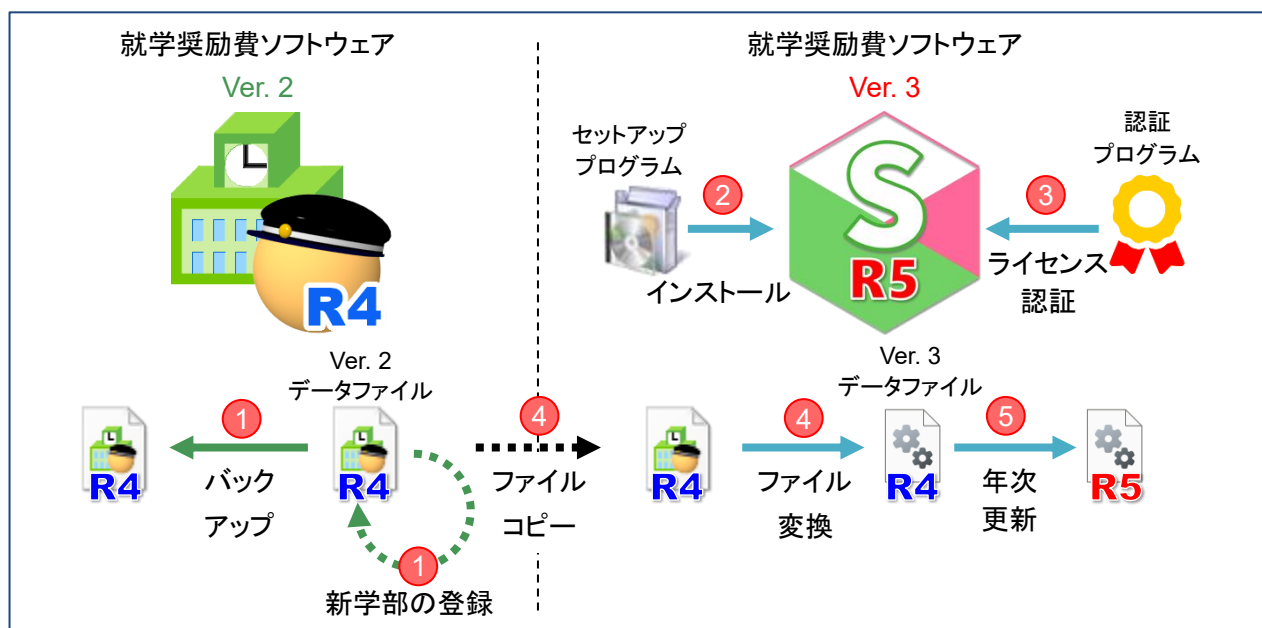 就学奨励費ソフトウェア
Ver. 2
R4
就学奨励費ソフトウェア
Ver. 3
セットアップ
プログラム
2
インストール
S
R5
認証
プログラム
3
ライセンス
認証
Ver. 2
データファイル
R4
1
バック
アップ
R4
1
新学部の登録
4
ファイル
コピー
Ver. 3
データファイル
R4
4
ファイル
変換
R4
5
年次
更新
R5